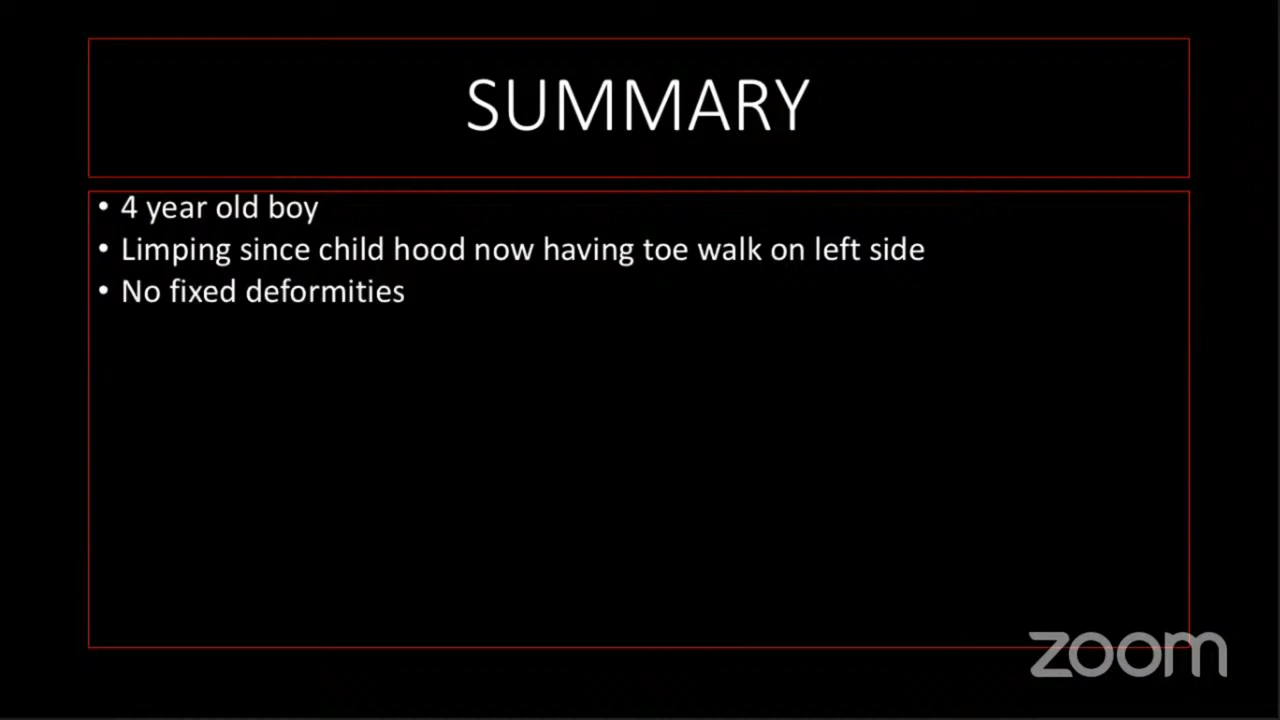 SUMMARY
• 4 year old boy
• Limping since child hood now having toe walk on left side
• No fixed deformities
zoom